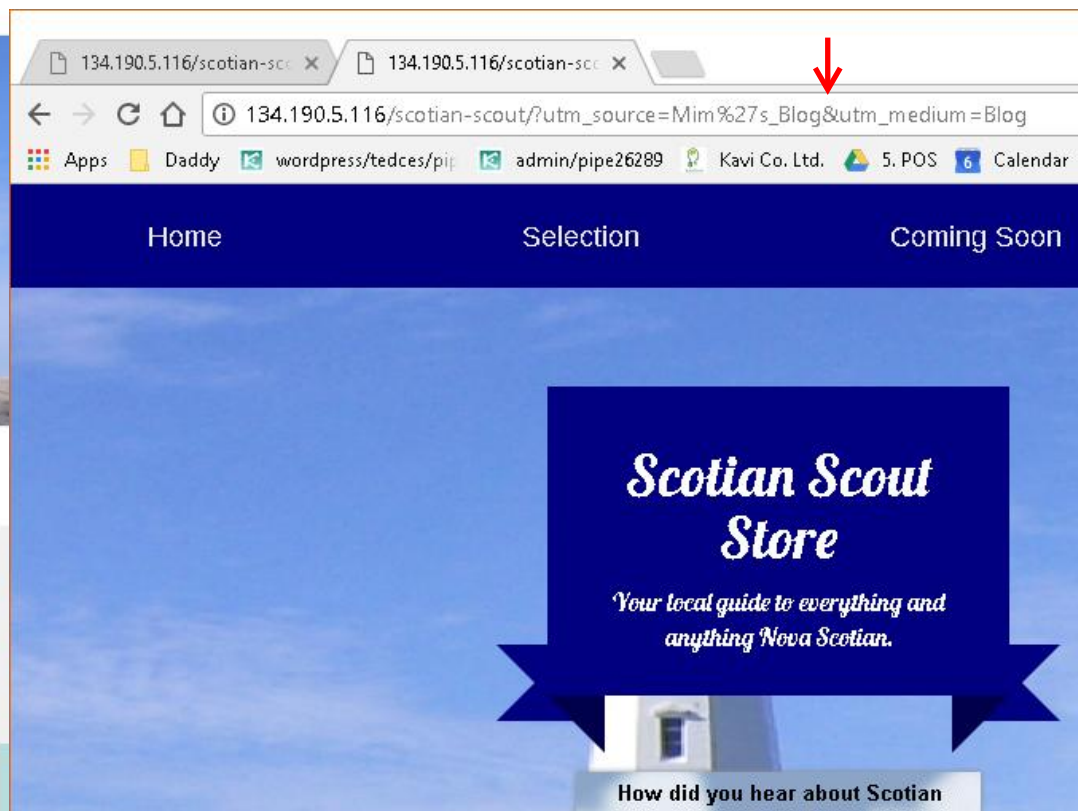 134.190.5.116/scotian-sc
134.190.5.116/scotian-sc
134.190.5.116/scotian-scout/?utm_source=Mim%27s_Blog&utm_medium=Blog
Apps Daddy wordpress/tedces/pip admin/pipe26289 Kavi Co. Ltd. 5. POS 6 Calendar
Home Selection Coming Soon
Scotian Scout
Store
Your local guide to everything and
anything Nova Scotian.
How did you hear about Scotian